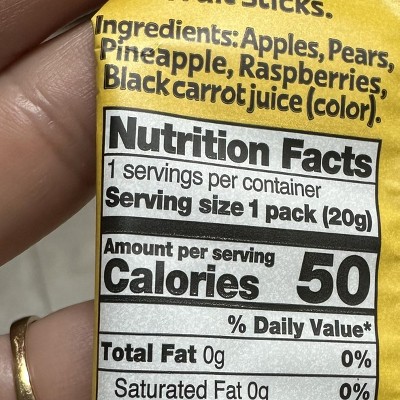 Sticks.
Ingredients: Apples, Pears,
Pineapple, Raspberries,
Black carrot juice (color).
Nutrition Facts
1 servings per container
Serving size 1 pack (20g)
Amount per serving
Calories 50
% Daily Value*
Total Fat 0g 0%
Saturated Fat 0g 0%